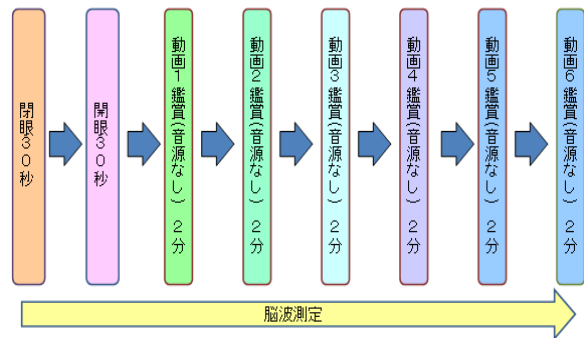 閉眼30秒
開眼30秒
動画1鑑賞(音源なし) 2分
動画2鑑賞(音源なし) 2分
動画3鑑賞(音源なし) 2分
動画4鑑賞(音源なし) 2分
動画5鑑賞(音源なし) 2分
動画6鑑賞(音源なし) 2分
脳波測定